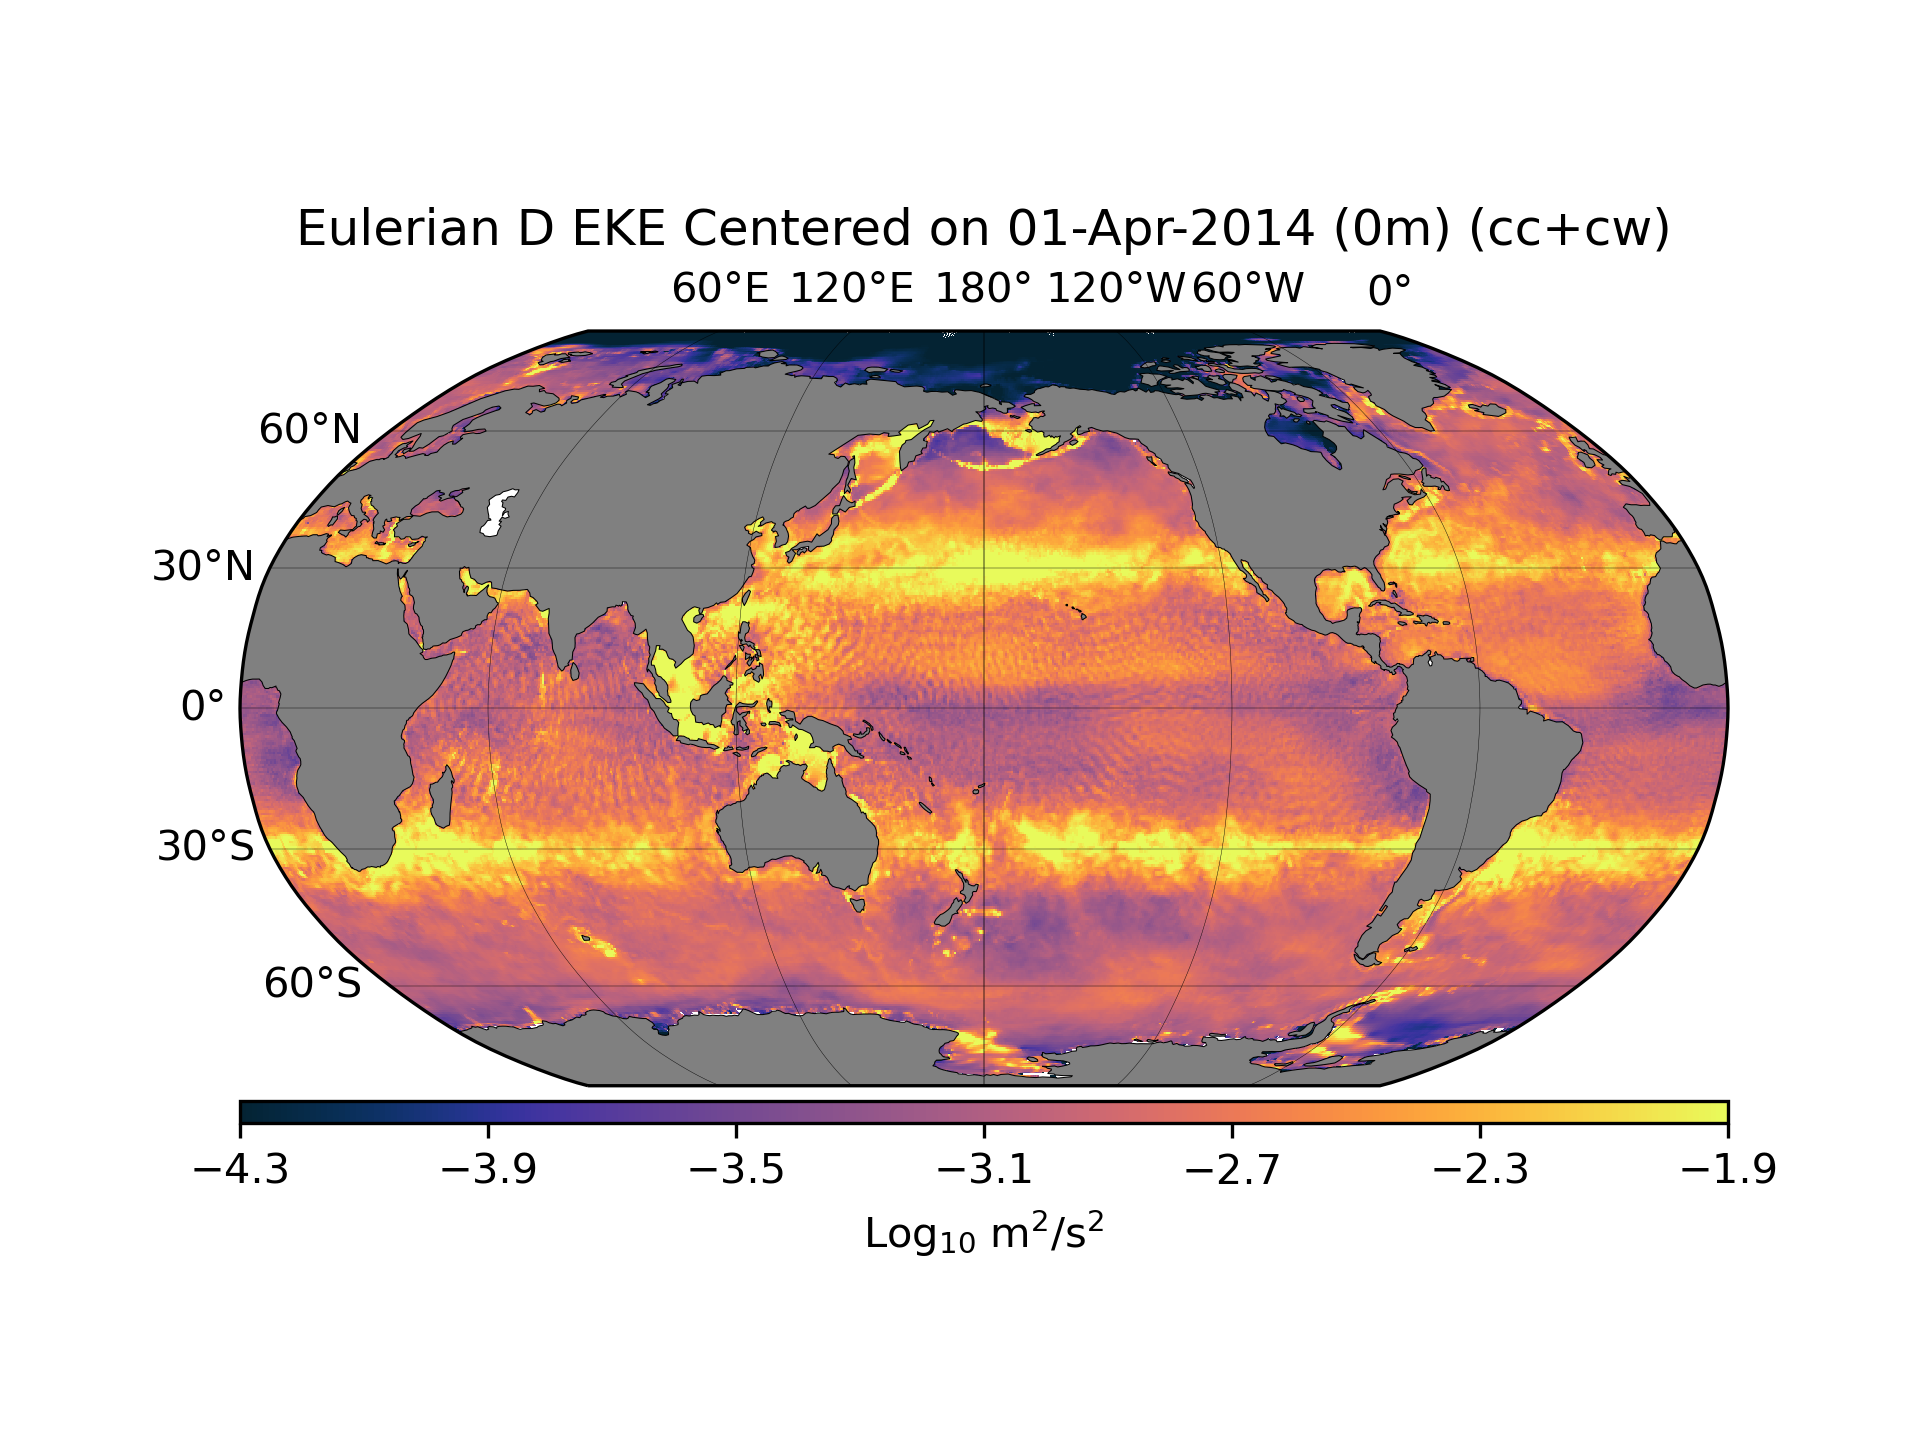 Eulerian D EKE Centered on 01-Apr-2014 (0m) (cc+cw)
60°E 120°E 180° 120°W 60°W 0°
60°N
30°N
0°
30°S
60°S
−4.3 −3.9 −3.5 −3.1 −2.7 −2.3 −1.9
Log₁₀ m²/s²